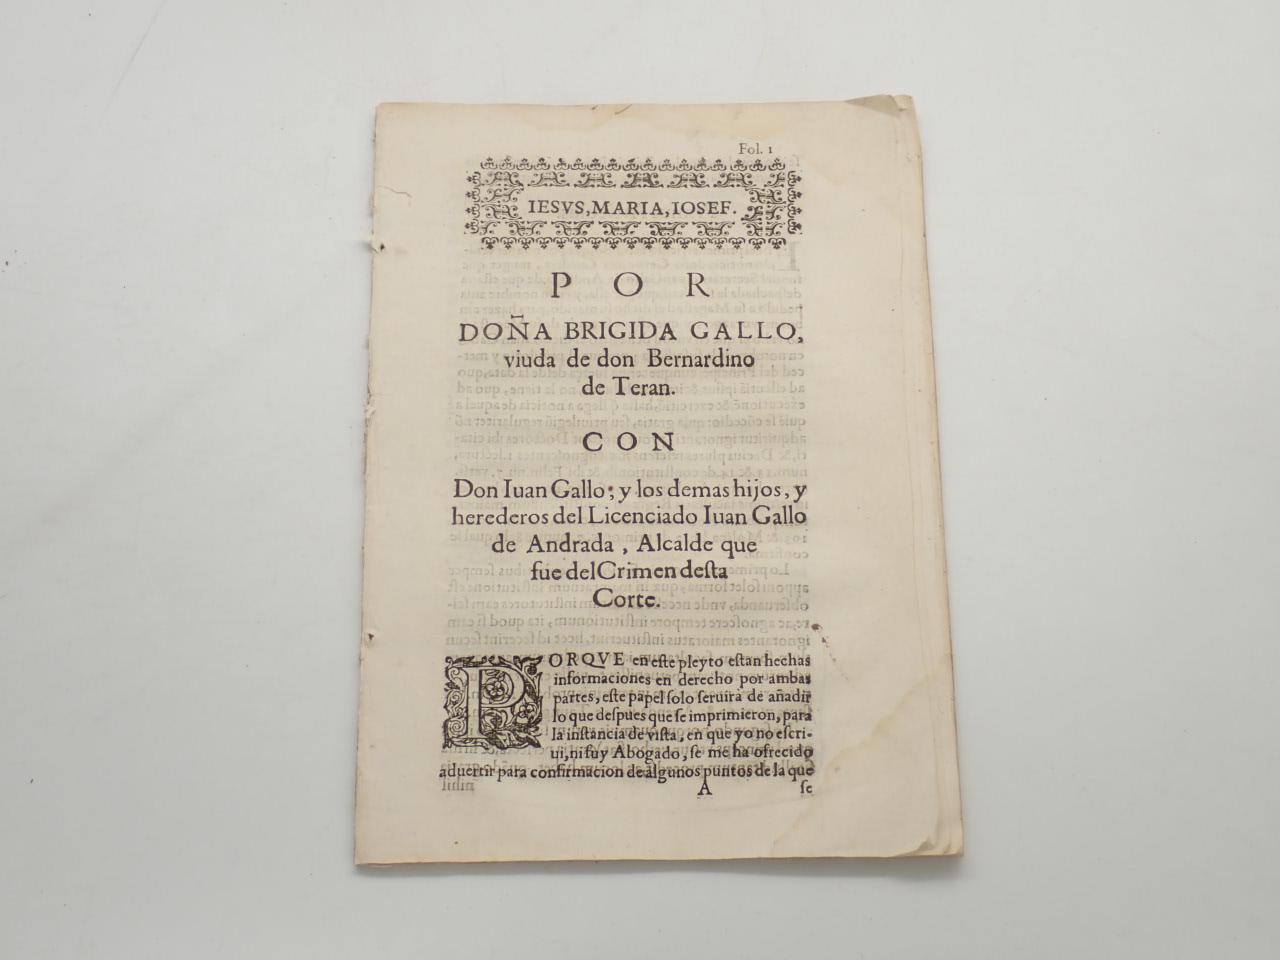 Fol. 1
IESVS, MARIA, IOSEF.
P O R
DOÑA BRIGIDA GALLO,
viuda de don Bernardino
de Teran.
C O N
Don Iuan Gallo; y los demas hijos, y
herederos del Licenciado Iuan Gallo
de Andrada, Alcalde que
fue del Crimen desta
Corte.
PORQVE en este pleyto estan hechas
informaciones en derecho por ambas
partes, este papel solo seruirà de añadir
lo que despues que se imprimieron, para
la instancia de vista, en que yo no escri-
ui, ni fuy Abogado, se me ha ofrecido
aduertir para confirmacion de algunos puntos de la que
A
se